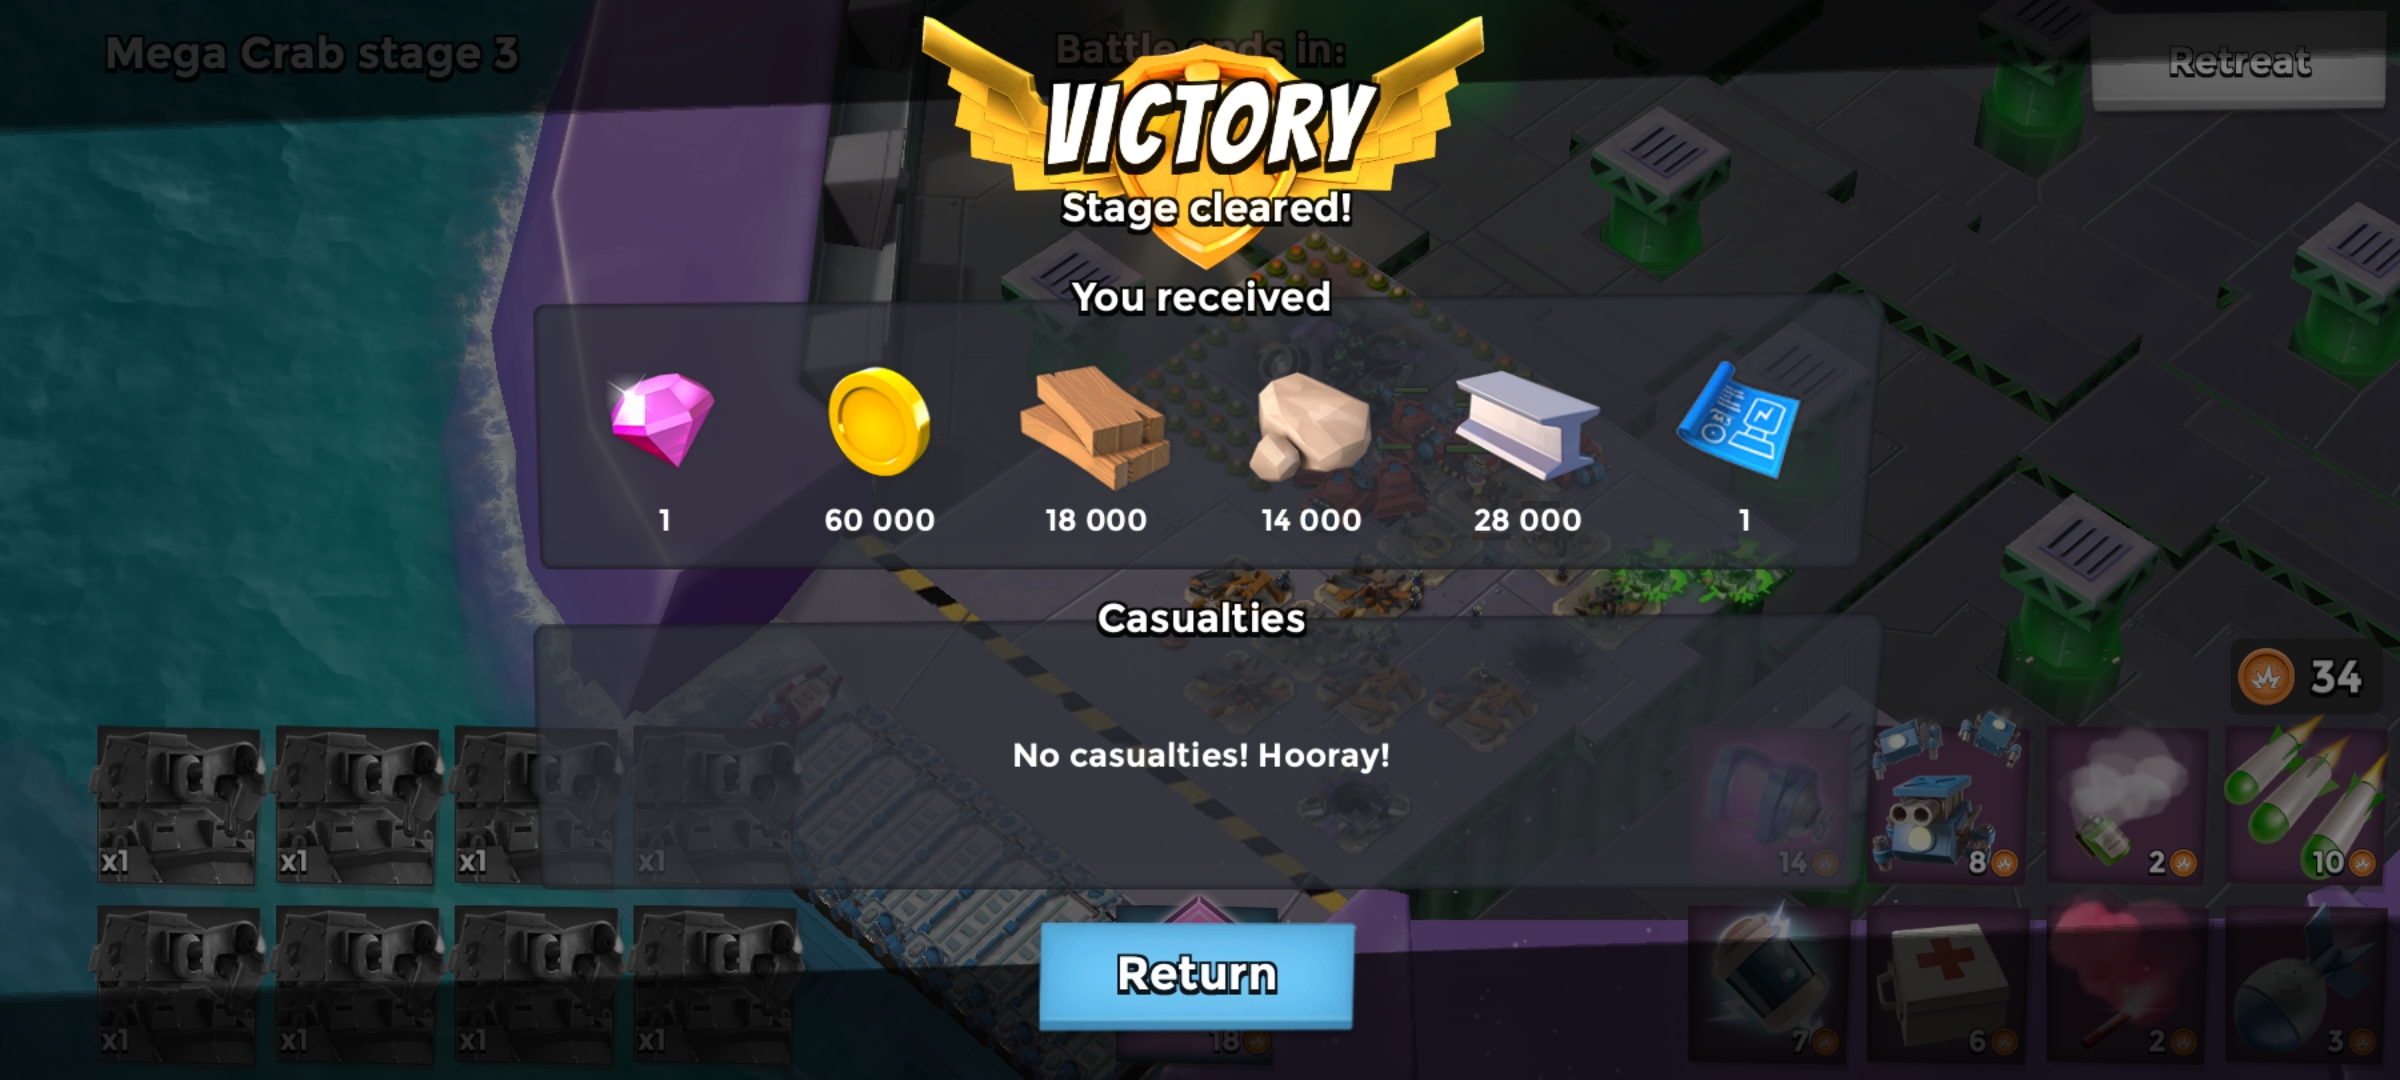 Mega Crab stage 3
Battle ends in:
Retreat
VICTORY
Stage cleared!
You received
1
60 000
18 000
14 000
28 000
1
Casualties
No casualties! Hooray!
34
x1
x1
x1
x1
14
8
2
10
x1
x1
x1
x1
Return
18
7
6
2
3